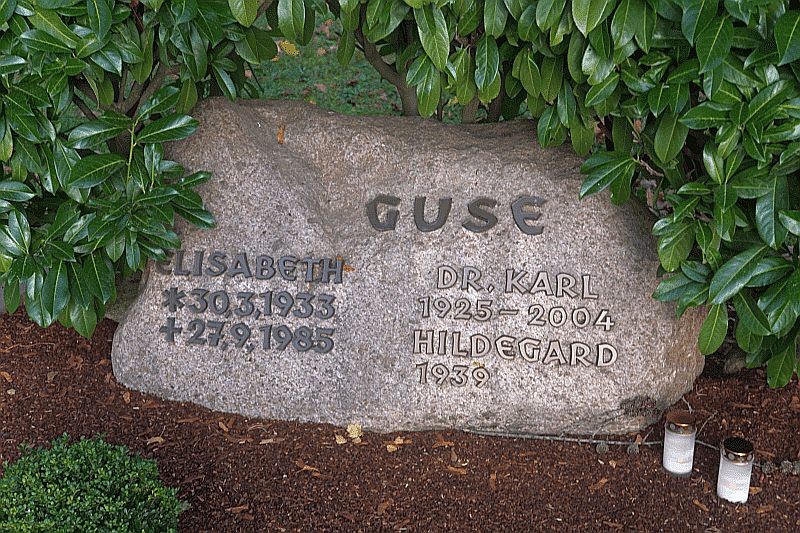 GUSE
ELISABETH
* 30.3.1933
+ 27.9.1985
DR. KARL
1925 - 2004
HILDEGARD
1939